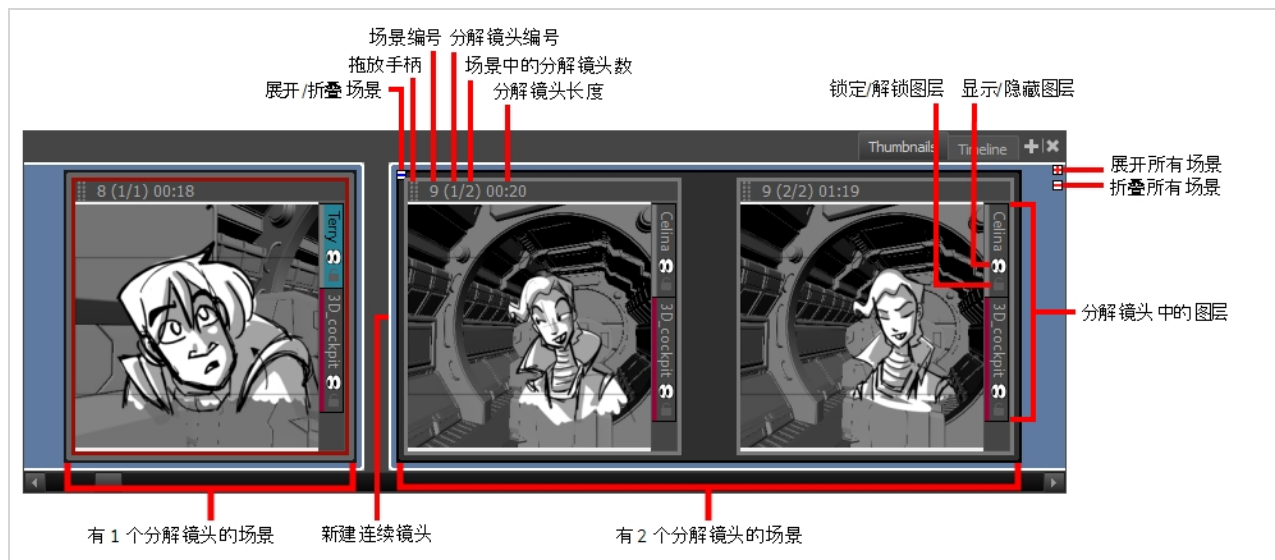 场景编号 分解镜头编号
拖放手柄 场景中的分解镜头数
展开/折叠场景 分解镜头长度
锁定/解锁图层 显示/隐藏图层
Thumbnails Timeline
展开所有场景
折叠所有场景
8 (1/1) 00:18
9 (1/2) 00:20
9 (2/2) 01:19
Terry
3D_cockpit
Celina
3D_cockpit
Celina
3D_cockpit
分解镜头中的图层
有1个分解镜头的场景
新建连续镜头
有2个分解镜头的场景